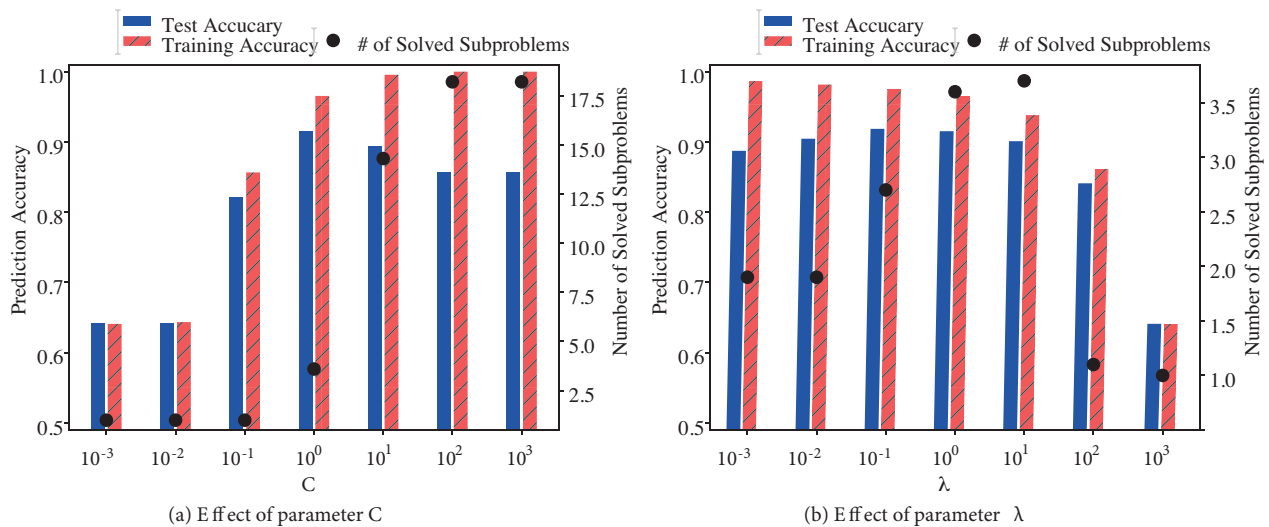 Test Accucary
Training Accuracy
# of Solved Subproblems
1.0
0.9
0.8
0.7
0.6
0.5
Prediction Accuracy
17.5
15.0
12.5
10.0
7.5
5.0
2.5
Number of Solved Subproblems
10-3 10-2 10-1 100 101 102 103
C
(a) Effect of parameter C
Test Accucary
Training Accuracy
# of Solved Subproblems
1.0
0.9
0.8
0.7
0.6
0.5
Prediction Accuracy
3.5
3.0
2.5
2.0
1.5
1.0
Number of Solved Subproblems
10-3 10-2 10-1 100 101 102 103
λ
(b) Effect of parameter λ